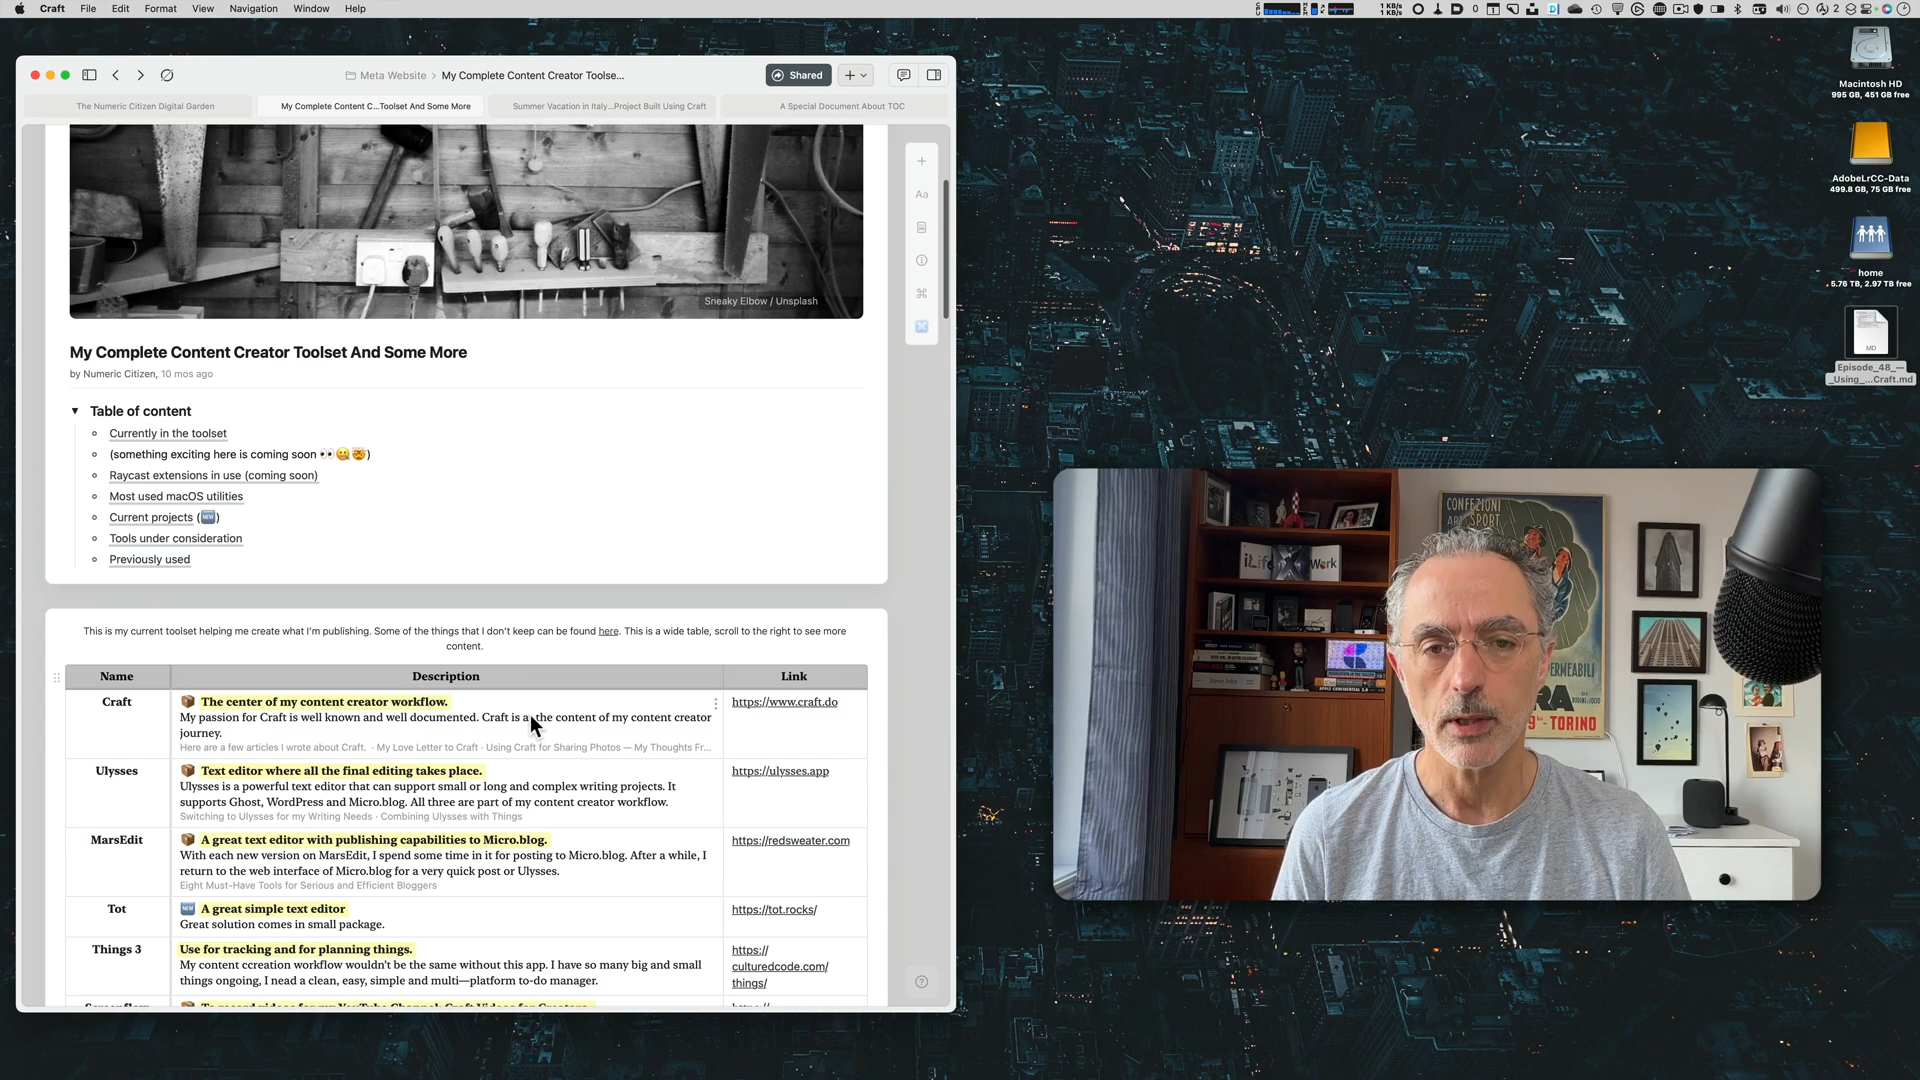 Craft File Edit Format View Navigation Window Help
1 KB/s
1 KB/s
0
2
Macintosh HD
995 GB, 451 GB free
AdobeLrCC-Data
499.8 GB, 75 GB free
home
5.76 TB, 2.97 TB free
MD
Episode_48_—
_Using_...Craft.md
Meta Website › My Complete Content Creator Toolse...
Shared
The Numeric Citizen Digital Garden
My Complete Content C...Toolset And Some More
Summer Vacation in Italy...Project Built Using Craft
A Special Document About TOC
Aa
Sneaky Elbow / Unsplash
My Complete Content Creator Toolset And Some More
by Numeric Citizen, 10 mos ago
Table of content
Currently in the toolset
(something exciting here is coming soon 👀🤐🤯)
Raycast extensions in use (coming soon)
Most used macOS utilities
Current projects (🆕)
Tools under consideration
Previously used
This is my current toolset helping me create what I'm publishing. Some of the things that I don't keep can be found here. This is a wide table, scroll to the right to see more
content.
Name Description Link
Craft 📦 The center of my content creator workflow. https://www.craft.do
My passion for Craft is well known and well documented. Craft is a the content of my content creator
journey.
Here are a few articles I wrote about Craft. · My Love Letter to Craft · Using Craft for Sharing Photos — My Thoughts Fr...
Ulysses 📦 Text editor where all the final editing takes place. https://ulysses.app
Ulysses is a powerful text editor that can support small or long and complex writing projects. It
supports Ghost, WordPress and Micro.blog. All three are part of my content creator workflow.
Switching to Ulysses for my Writing Needs · Combining Ulysses with Things
MarsEdit 📦 A great text editor with publishing capabilities to Micro.blog. https://redsweater.com
With each new version on MarsEdit, I spend some time in it for posting to Micro.blog. After a while, I
return to the web interface of Micro.blog for a very quick post or Ulysses.
Eight Must-Have Tools for Serious and Efficient Bloggers
Tot 🆕 A great simple text editor https://tot.rocks/
Great solution comes in small package.
Things 3 Use for tracking and for planning things. https://
culturedcode.com/
things/
My content ccreation workflow wouldn't be the same without this app. I have so many big and small
things ongoing, I nead a clean, easy, simple and multi—platform to-do manager.
CONFEZIONI
SPORT
iLife
Work
PERMEABILI
RA
9 - TORINO